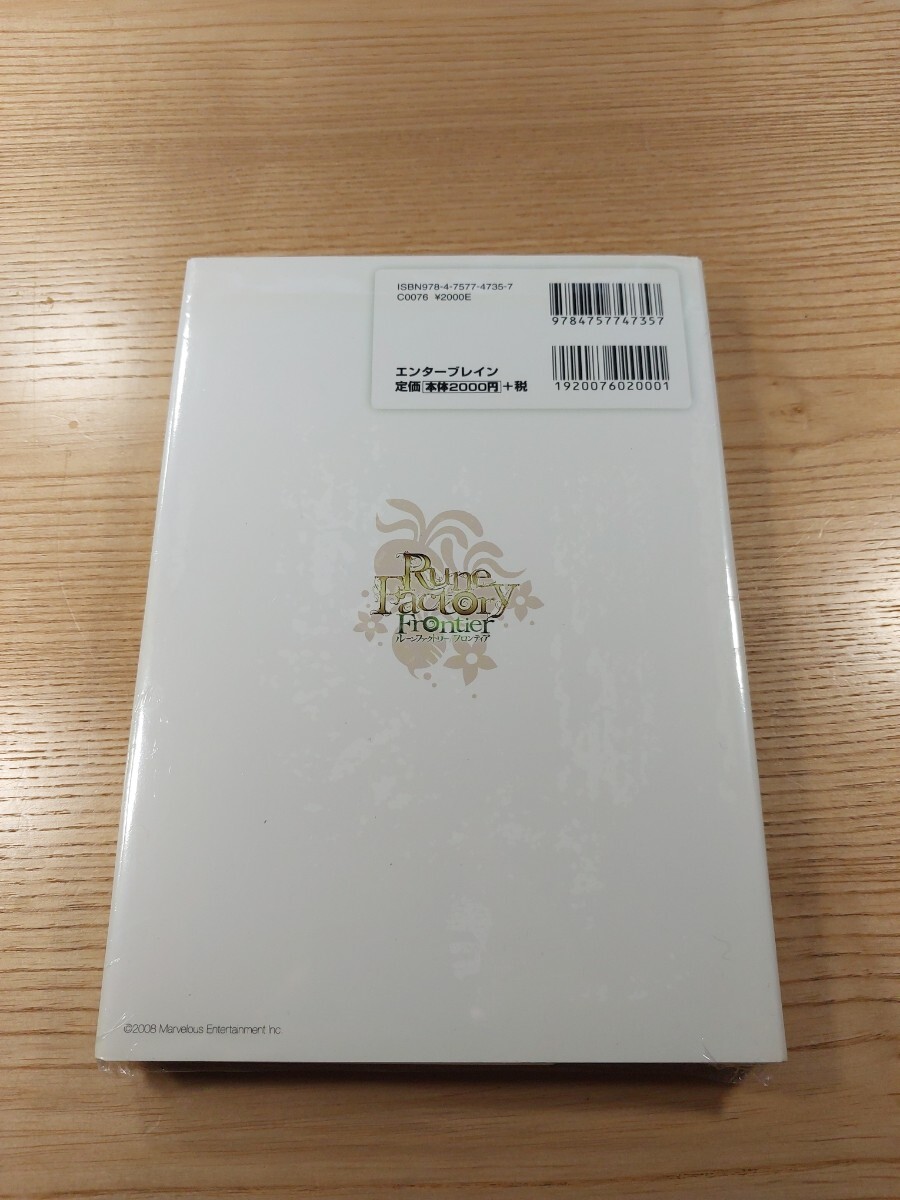 ISBN978-4-7577-4735-7
C0076 ¥2000E
9784757747357
エンターブレイン
定価 本体2000円 +税
1920076020001
Rune
Factory
Frontier
ルーンファクトリー フロンティア
©2008 Marvelous Entertainment Inc.